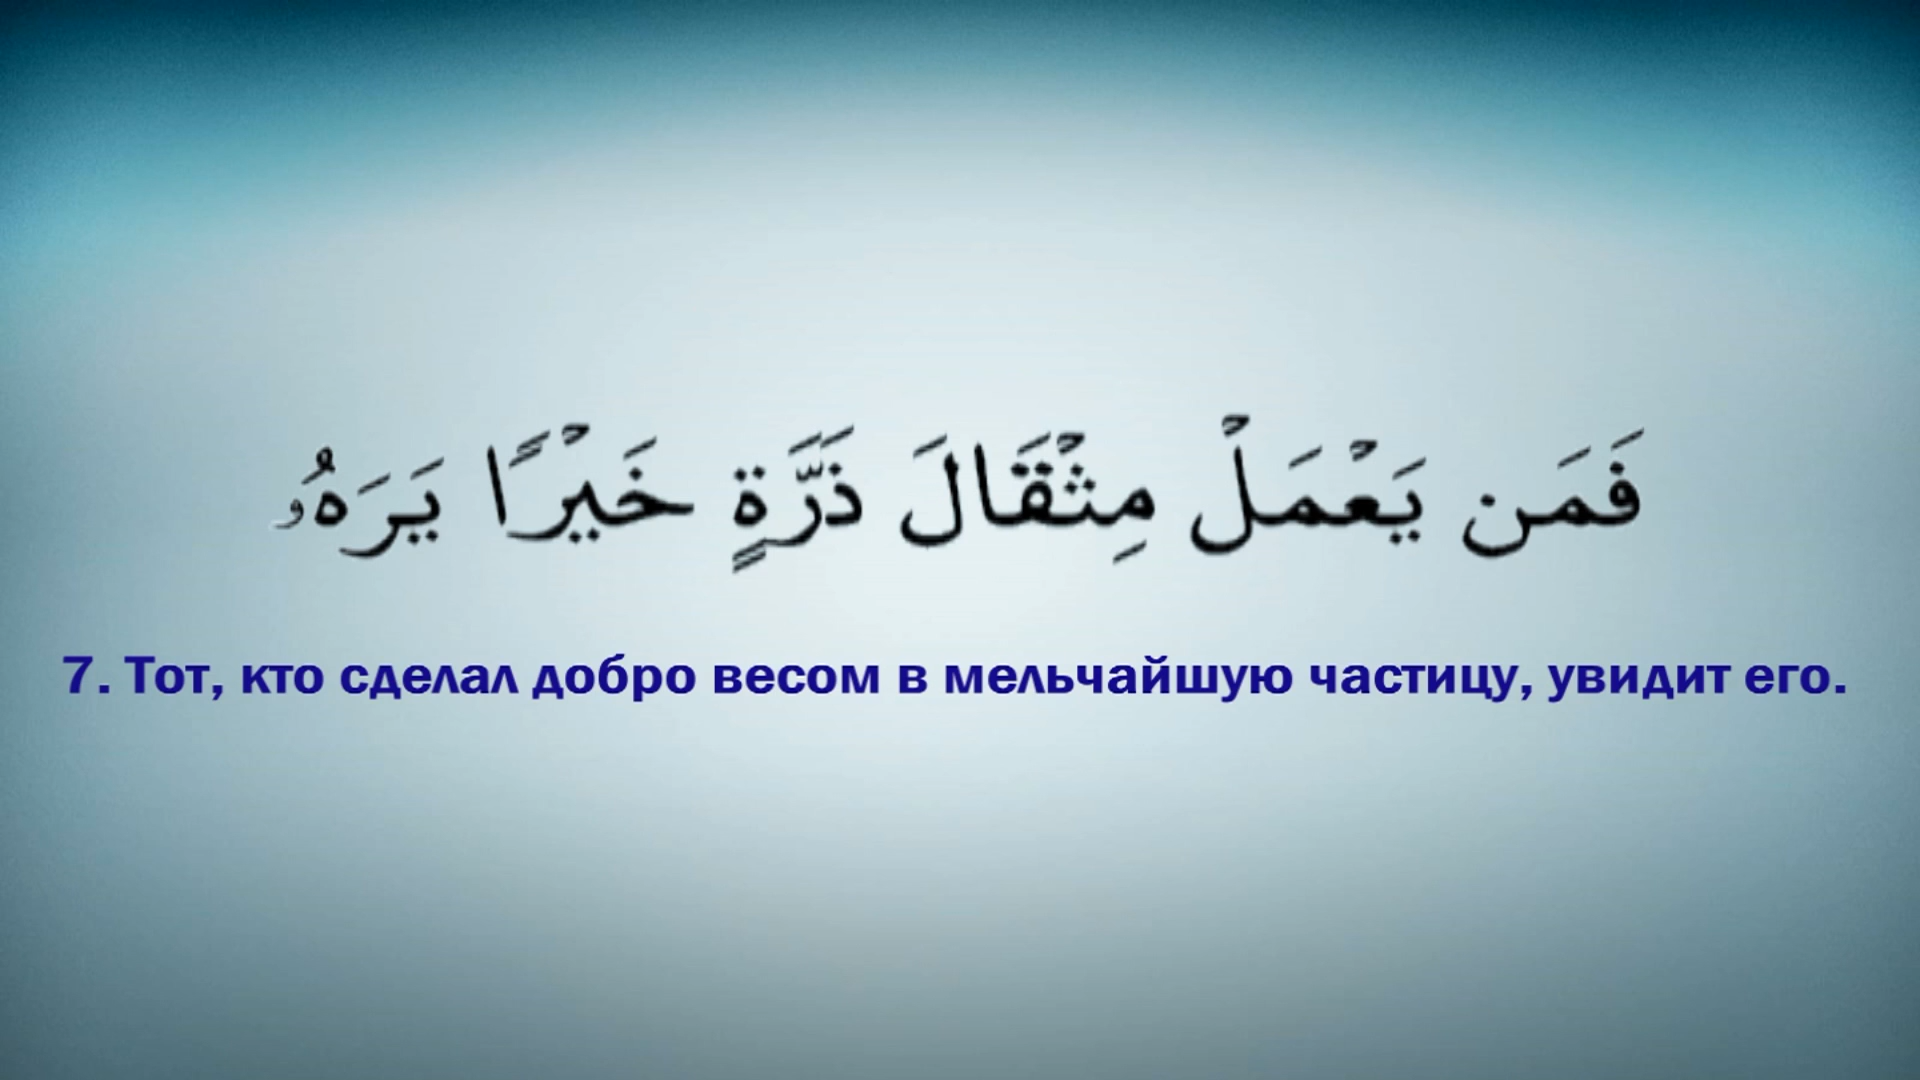 فَمَن يَعْمَلْ مِثْقَالَ ذَرَّةٍ خَيْرًا يَرَهُۥ
7. Тот, кто сделал добро весом в мельчайшую частицу, увидит его.